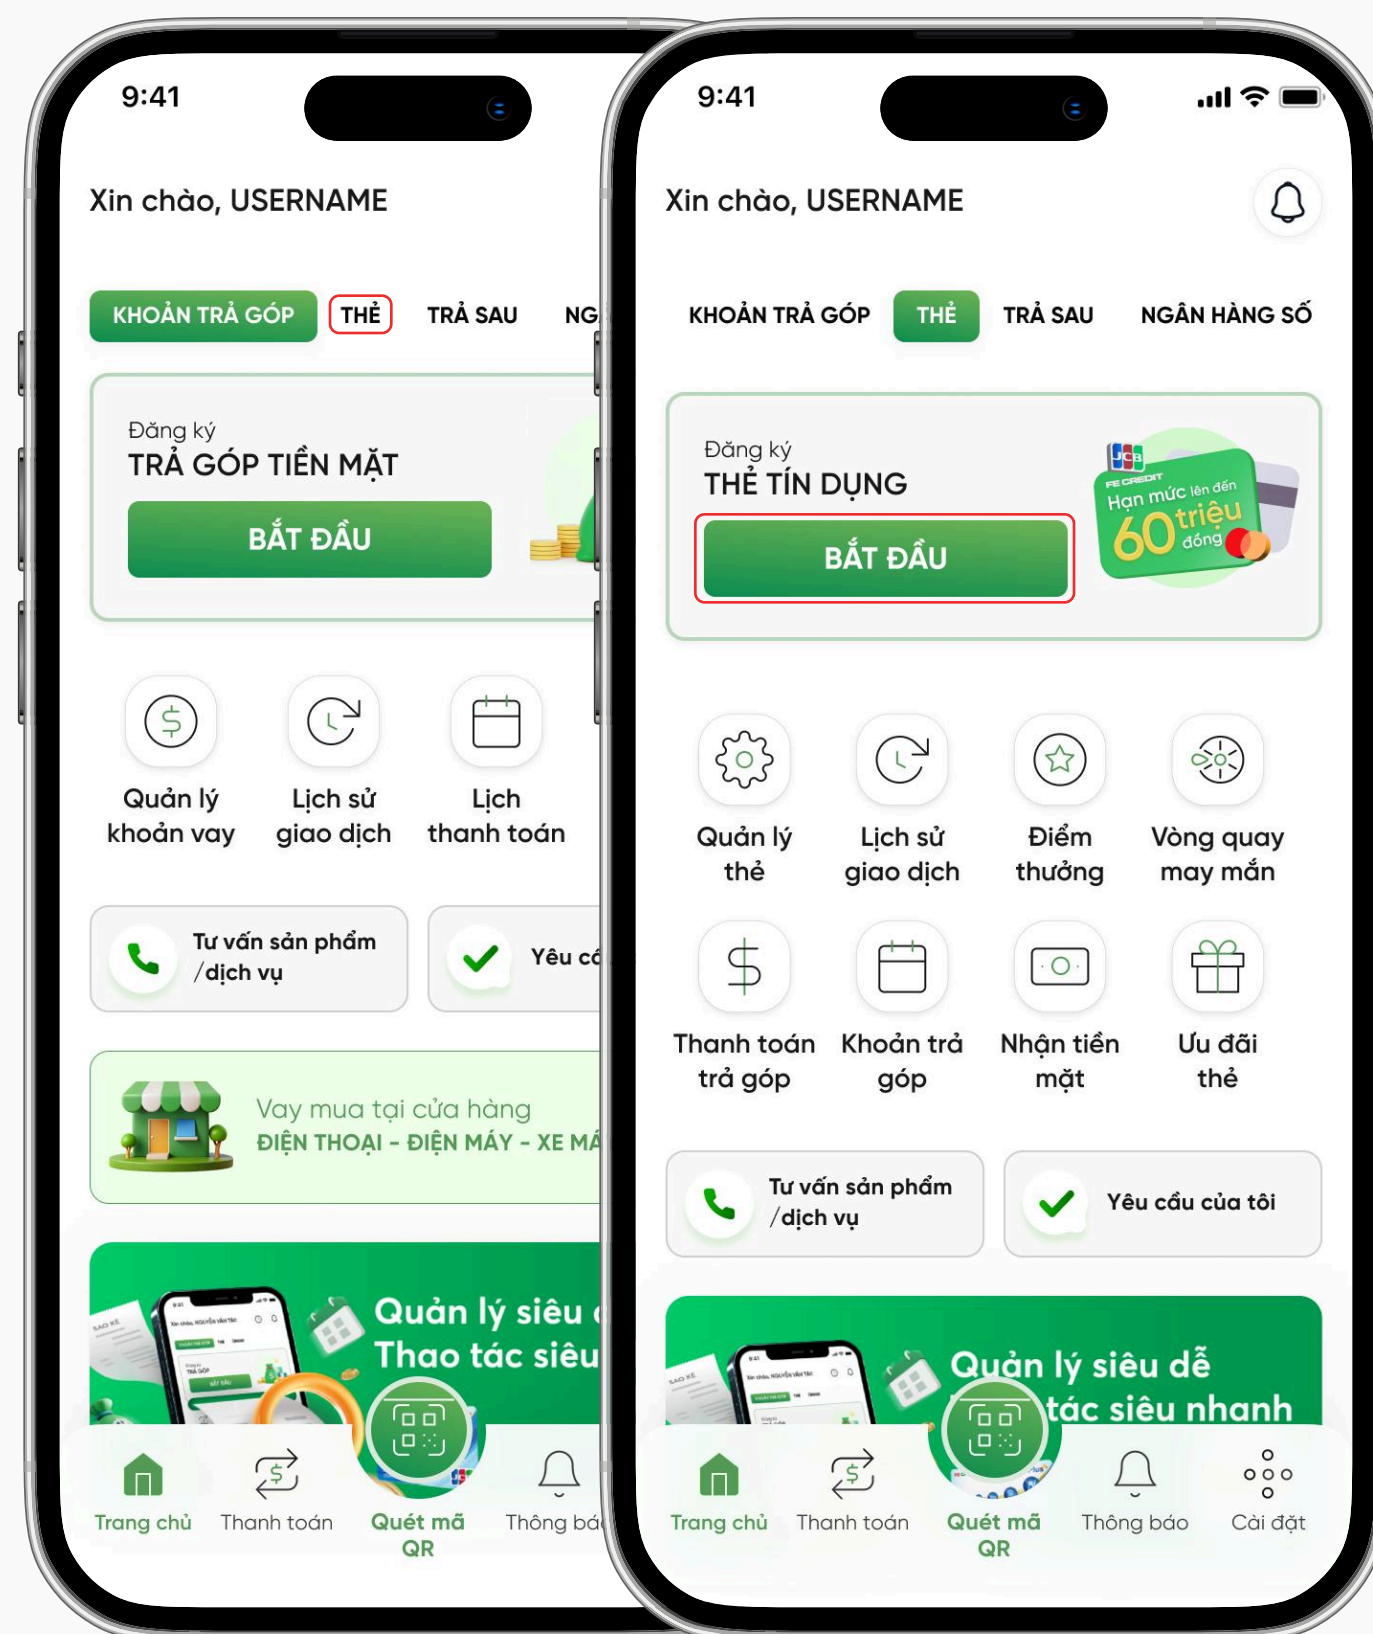 9:41
Xin chào, USERNAME
KHOẢN TRẢ GÓP THẺ TRẢ SAU
Đăng ký
TRẢ GÓP TIỀN MẶT
BẮT ĐẦU
Quản lý khoản vay
Lịch sử giao dịch
Lịch thanh toán
Tư vấn sản phẩm
/dịch vụ
Yêu
Vay mua tại cửa hàng
ĐIỆN THOẠI - ĐIỆN MÁY - XE
Quản lý siêu
Thao tác siêu
Trang chủ
Thanh toán
Quét mã
QR
Thông
9:41
Xin chào, USERNAME
KHOẢN TRẢ GÓP THẺ TRẢ SAU NGÂN HÀNG SỐ
Đăng ký
THẺ TÍN DỤNG
BẮT ĐẦU
JCB
FE CREDIT
Hạn mức lên đến
60 triệu
đồng
Quản lý thẻ
Lịch sử giao dịch
Điểm thưởng
Vòng quay may mắn
Thanh toán trả góp
Khoản trả góp
Nhận tiền mặt
Ưu đãi thẻ
Tư vấn sản phẩm
/dịch vụ
Yêu cầu của tôi
Quản lý siêu dễ
tác siêu nhanh
Trang chủ
Thanh toán
Quét mã
QR
Thông báo
Cài đặt